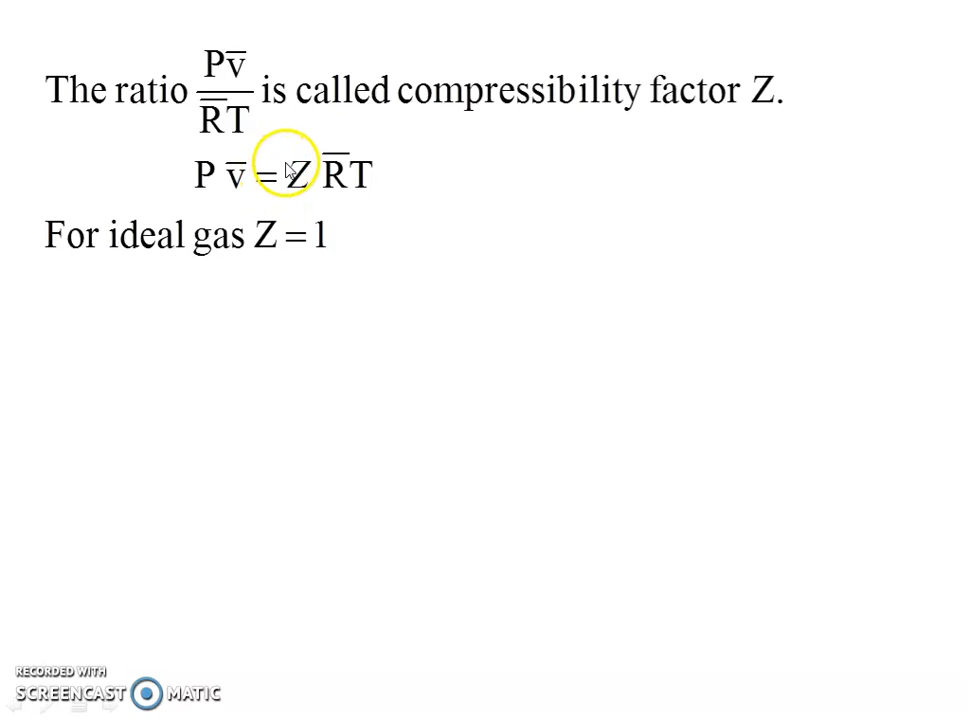 The ratio Pv̅/R̅T is called compressibility factor Z.
P v̅ = Z R̅T
For ideal gas Z = 1
RECORDED WITH
SCREENCAST MATIC